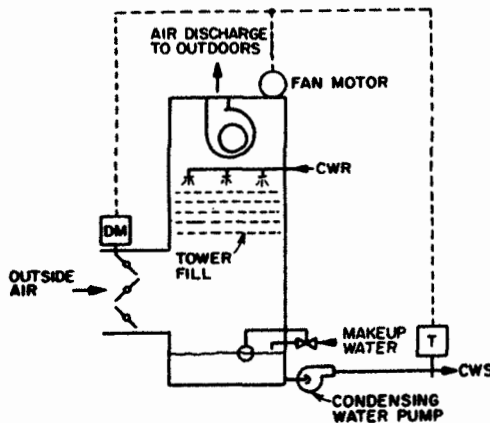 AIR DISCHARGE
TO OUTDOORS
FAN MOTOR
CWR
DM
TOWER
FILL
OUTSIDE
AIR
MAKEUP
WATER
T
CWS
CONDENSING
WATER PUMP